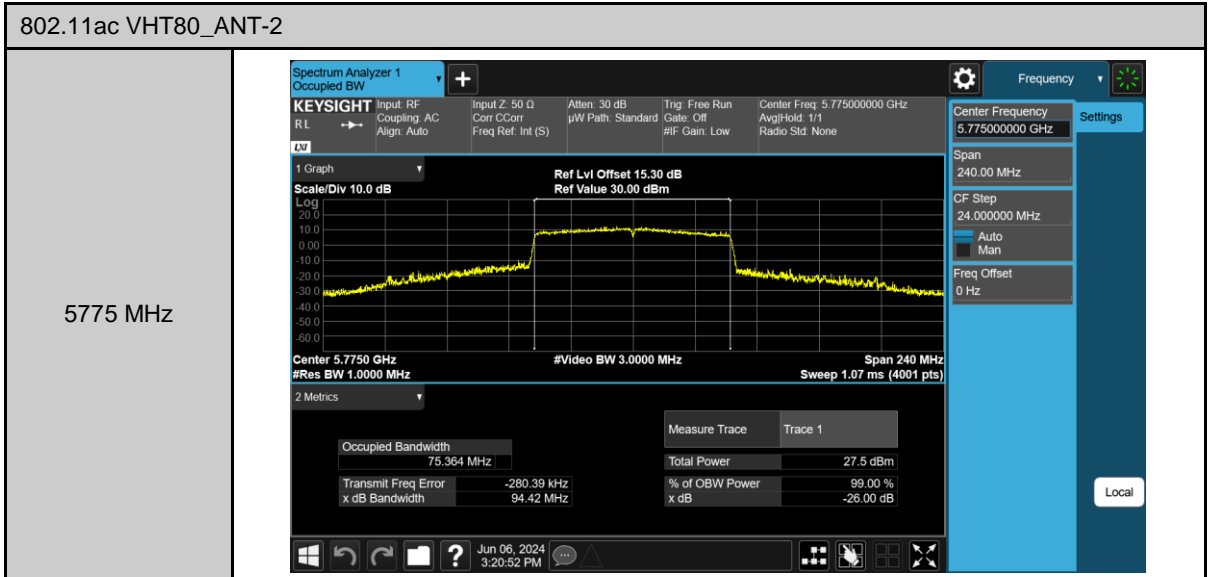 802.11ac VHT80_ANT-2
5775 MHz
Spectrum Analyzer 1
Occupied BW
Frequency
KEYSIGHT
RL
LXI
Input: RF
Coupling: AC
Align: Auto
Input Z: 50 Ω
Corr CCorr
Freq Ref: Int (S)
Atten: 30 dB
µW Path: Standard
Trig: Free Run
Gate: Off
#IF Gain: Low
Center Freq: 5.775000000 GHz
Avg|Hold: 1/1
Radio Std: None
Center Frequency
5.775000000 GHz
Settings
Span
240.00 MHz
CF Step
24.000000 MHz
Auto
Man
Freq Offset
0 Hz
1 Graph
Scale/Div 10.0 dB
Ref Lvl Offset 15.30 dB
Ref Value 30.00 dBm
Log
20.0
10.0
0.00
-10.0
-20.0
-30.0
-40.0
-50.0
-60.0
Center 5.7750 GHz
#Video BW 3.0000 MHz
Span 240 MHz
#Res BW 1.0000 MHz
Sweep 1.07 ms (4001 pts)
2 Metrics
Measure Trace Trace 1
Occupied Bandwidth
75.364 MHz
Total Power 27.5 dBm
Transmit Freq Error -280.39 kHz
% of OBW Power 99.00 %
x dB Bandwidth 94.42 MHz
x dB -26.00 dB
Local
?
Jun 06, 2024
3:20:52 PM